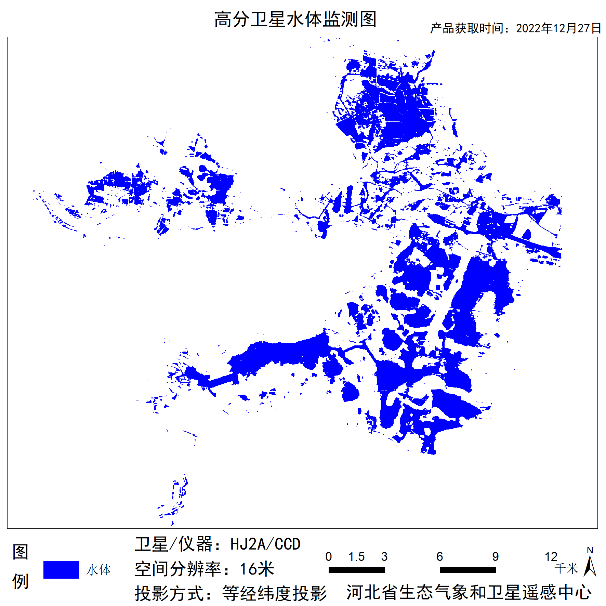 高分卫星水体监测图
产品获取时间：2022年12月27日
图例
水体
卫星/仪器：HJ2A/CCD
空间分辨率：16米
投影方式：等经纬度投影
0 1.5 3 6 9 12
千米
N
河北省生态气象和卫星遥感中心